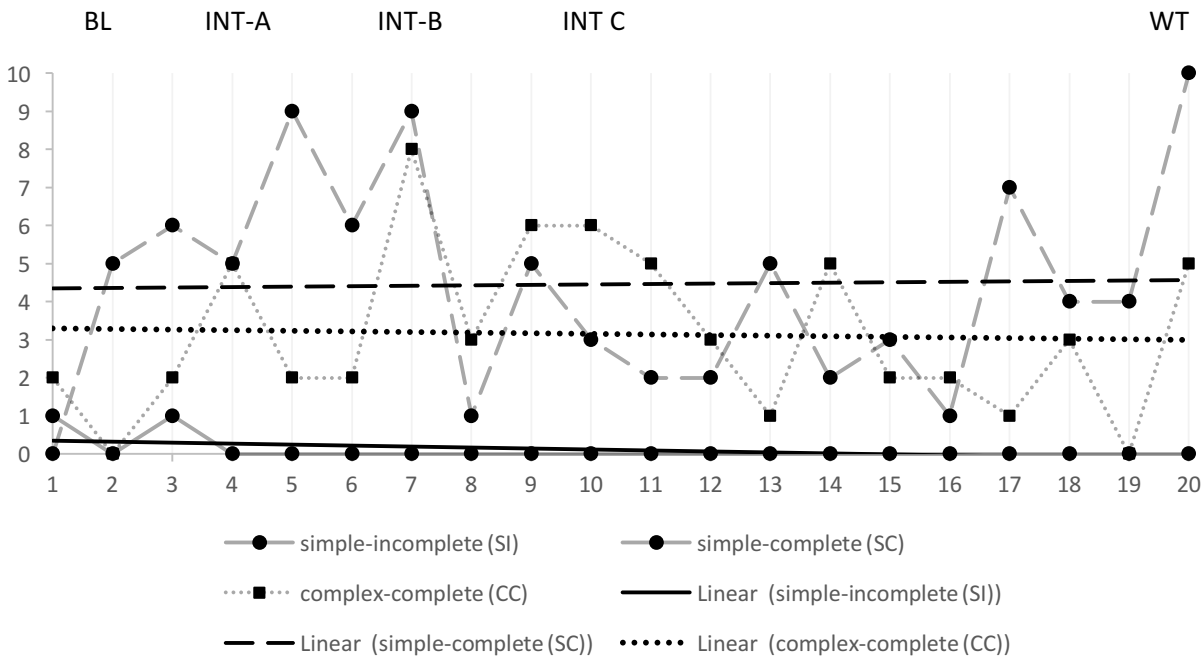 BL INT-A INT-B INT C WT
10
9
8
7
6
5
4
3
2
1
0
1 2 3 4 5 6 7 8 9 10 11 12 13 14 15 16 17 18 19 20
simple-incomplete (SI) simple-complete (SC)
complex-complete (CC) Linear (simple-incomplete (SI))
Linear (simple-complete (SC)) Linear (complex-complete (CC))